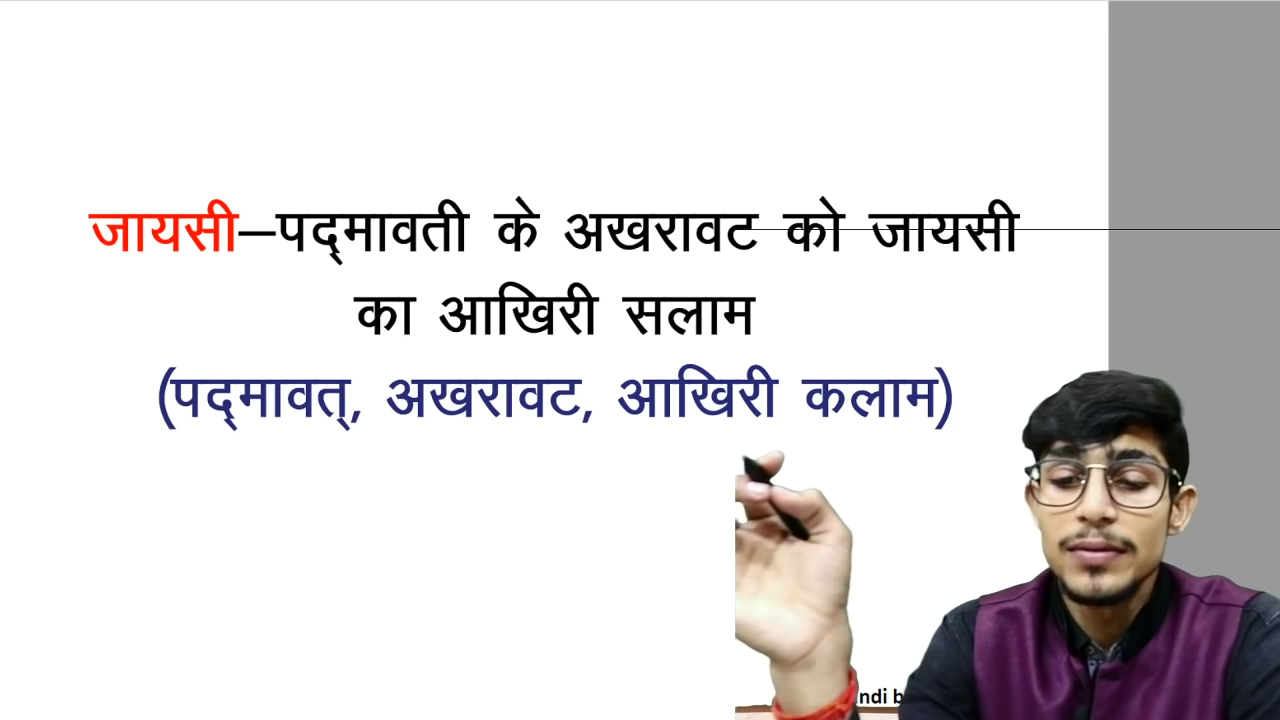 जायसी–पद्मावती के अखरावट को जायसी
का आखिरी सलाम
(पद्मावत्, अखरावट, आखिरी कलाम)